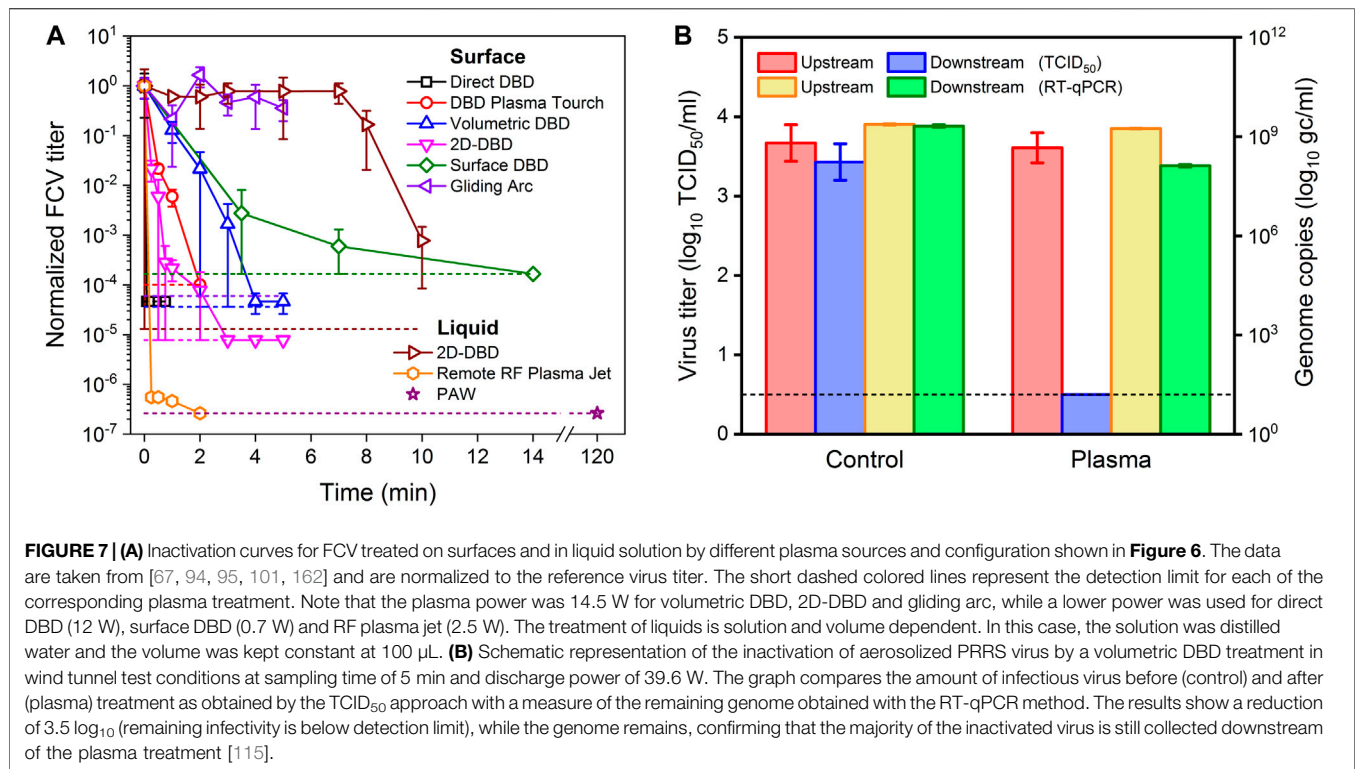 A
Normalized FCV titer
10^1
10^0
10^-1
10^-2
10^-3
10^-4
10^-5
10^-6
10^-7
Surface
Direct DBD
DBD Plasma Tourch
Volumetric DBD
2D-DBD
Surface DBD
Gliding Arc
Liquid
2D-DBD
Remote RF Plasma Jet
PAW
0 2 4 6 8 10 12 14 120
Time (min)
B
Virus titer (log10 TCID50/ml)
5
4
3
2
1
0
Upstream Downstream (TCID50)
Upstream Downstream (RT-qPCR)
10^12
10^9
10^6
10^3
10^0
Genome copies (log10 gc/ml)
Control Plasma
FIGURE 7 | (A) Inactivation curves for FCV treated on surfaces and in liquid solution by different plasma sources and configuration shown in Figure 6. The data
are taken from [67, 94, 95, 101, 162] and are normalized to the reference virus titer. The short dashed colored lines represent the detection limit for each of the
corresponding plasma treatment. Note that the plasma power was 14.5 W for volumetric DBD, 2D-DBD and gliding arc, while a lower power was used for direct
DBD (12 W), surface DBD (0.7 W) and RF plasma jet (2.5 W). The treatment of liquids is solution and volume dependent. In this case, the solution was distilled
water and the volume was kept constant at 100 µL. (B) Schematic representation of the inactivation of aerosolized PRRS virus by a volumetric DBD treatment in
wind tunnel test conditions at sampling time of 5 min and discharge power of 39.6 W. The graph compares the amount of infectious virus before (control) and after
(plasma) treatment as obtained by the TCID50 approach with a measure of the remaining genome obtained with the RT-qPCR method. The results show a reduction
of 3.5 log10 (remaining infectivity is below detection limit), while the genome remains, confirming that the majority of the inactivated virus is still collected downstream
of the plasma treatment [115].